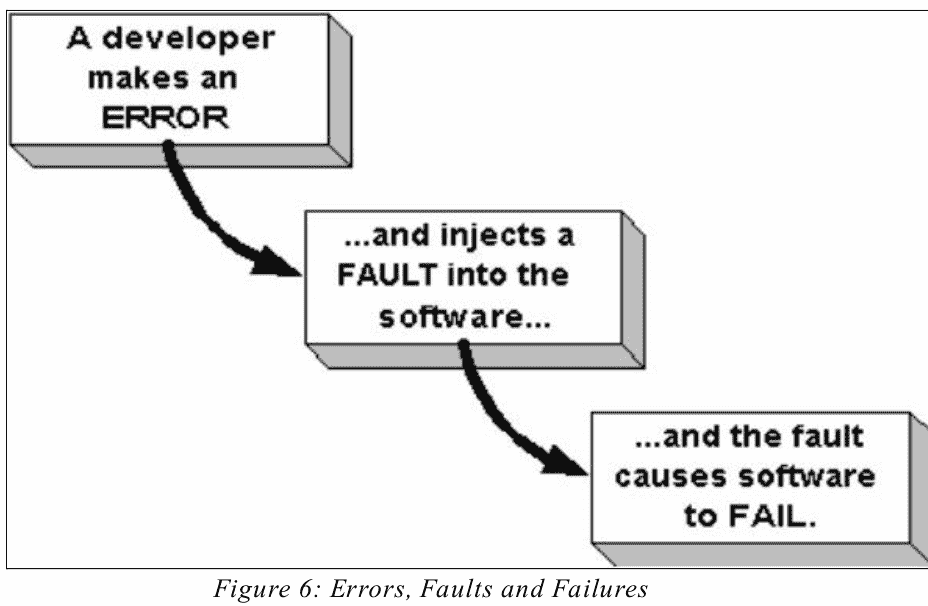 A developer
makes an
ERROR
...and injects a
FAULT into the
software...
...and the fault
causes software
to FAIL.
Figure 6: Errors, Faults and Failures